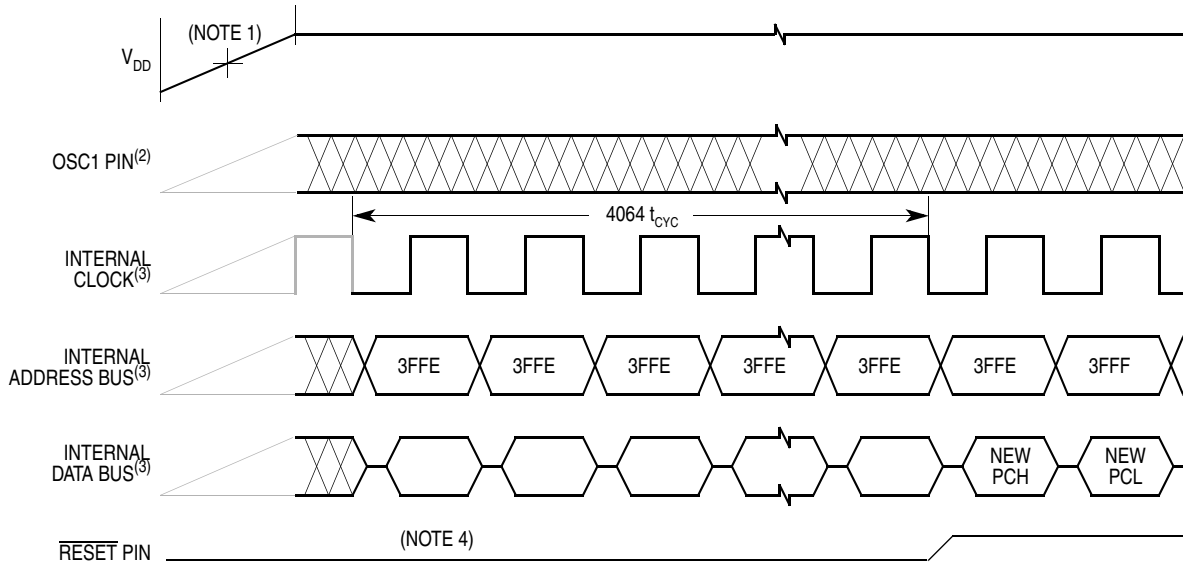 (NOTE 1)
V_DD
OSC1 PIN(2)
4064 t_CYC
INTERNAL
CLOCK(3)
INTERNAL
ADDRESS BUS(3)
3FFE 3FFE 3FFE 3FFE 3FFE 3FFE 3FFF
INTERNAL
DATA BUS(3)
NEW
PCH
NEW
PCL
RESET PIN
(NOTE 4)